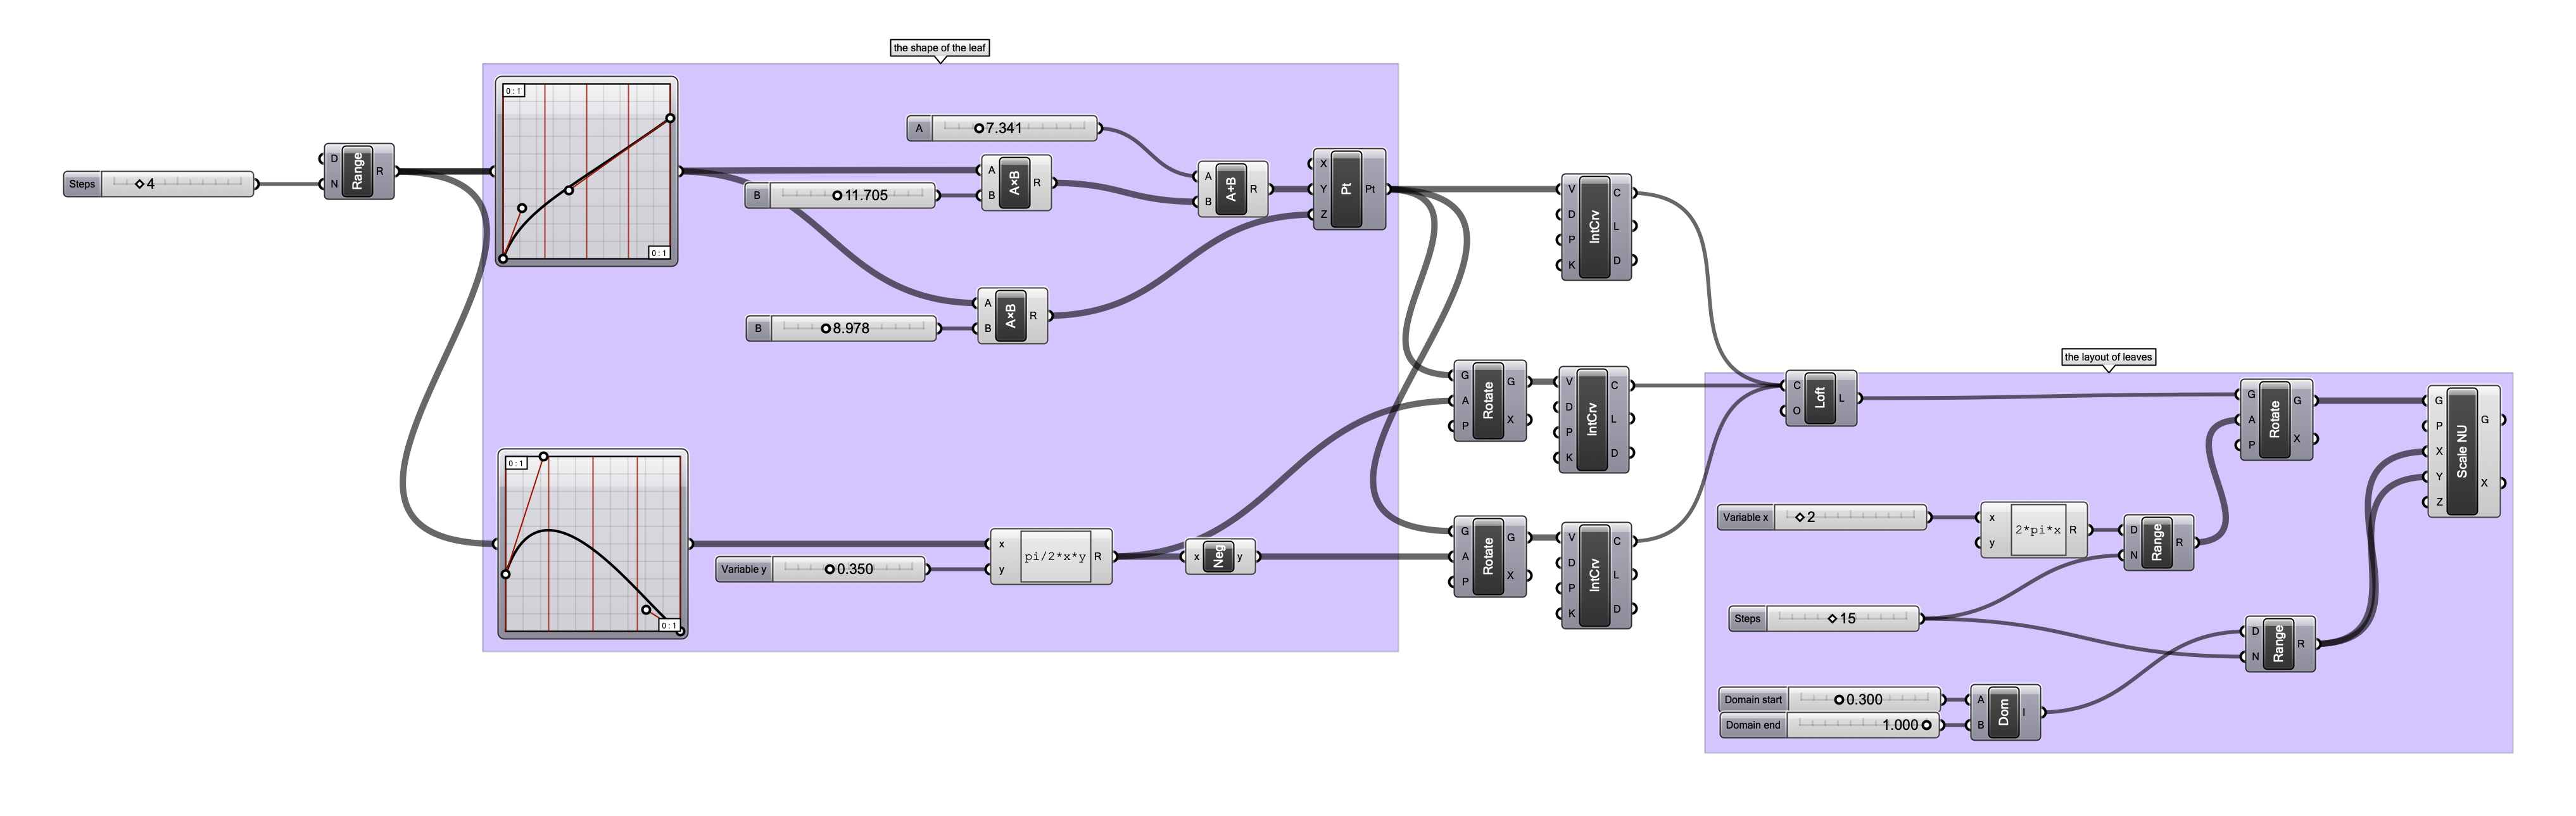 the shape of the leaf
0 : 1
0 : 1
Steps
4
D
N
Range
R
A
7.341
B
11.705
A
B
A×B
R
A
B
A+B
R
X
Y
Z
Pt
Pt
V
D
P
K
IntCrv
C
L
D
B
8.978
A
B
A×B
R
0 : 1
0 : 1
Variable y
0.350
x
y
pi/2*x*y
R
x
Neg
y
G
A
P
Rotate
G
X
V
D
P
K
IntCrv
C
L
D
G
A
P
Rotate
G
X
V
D
P
K
IntCrv
C
L
D
the layout of leaves
C
O
Loft
L
G
A
P
Rotate
G
X
G
P
X
Y
Z
Scale NU
G
X
Variable x
2
x
y
2*pi*x
R
D
N
Range
R
Steps
15
D
N
Range
R
Domain start
0.300
Domain end
1.000
A
B
Dom
I